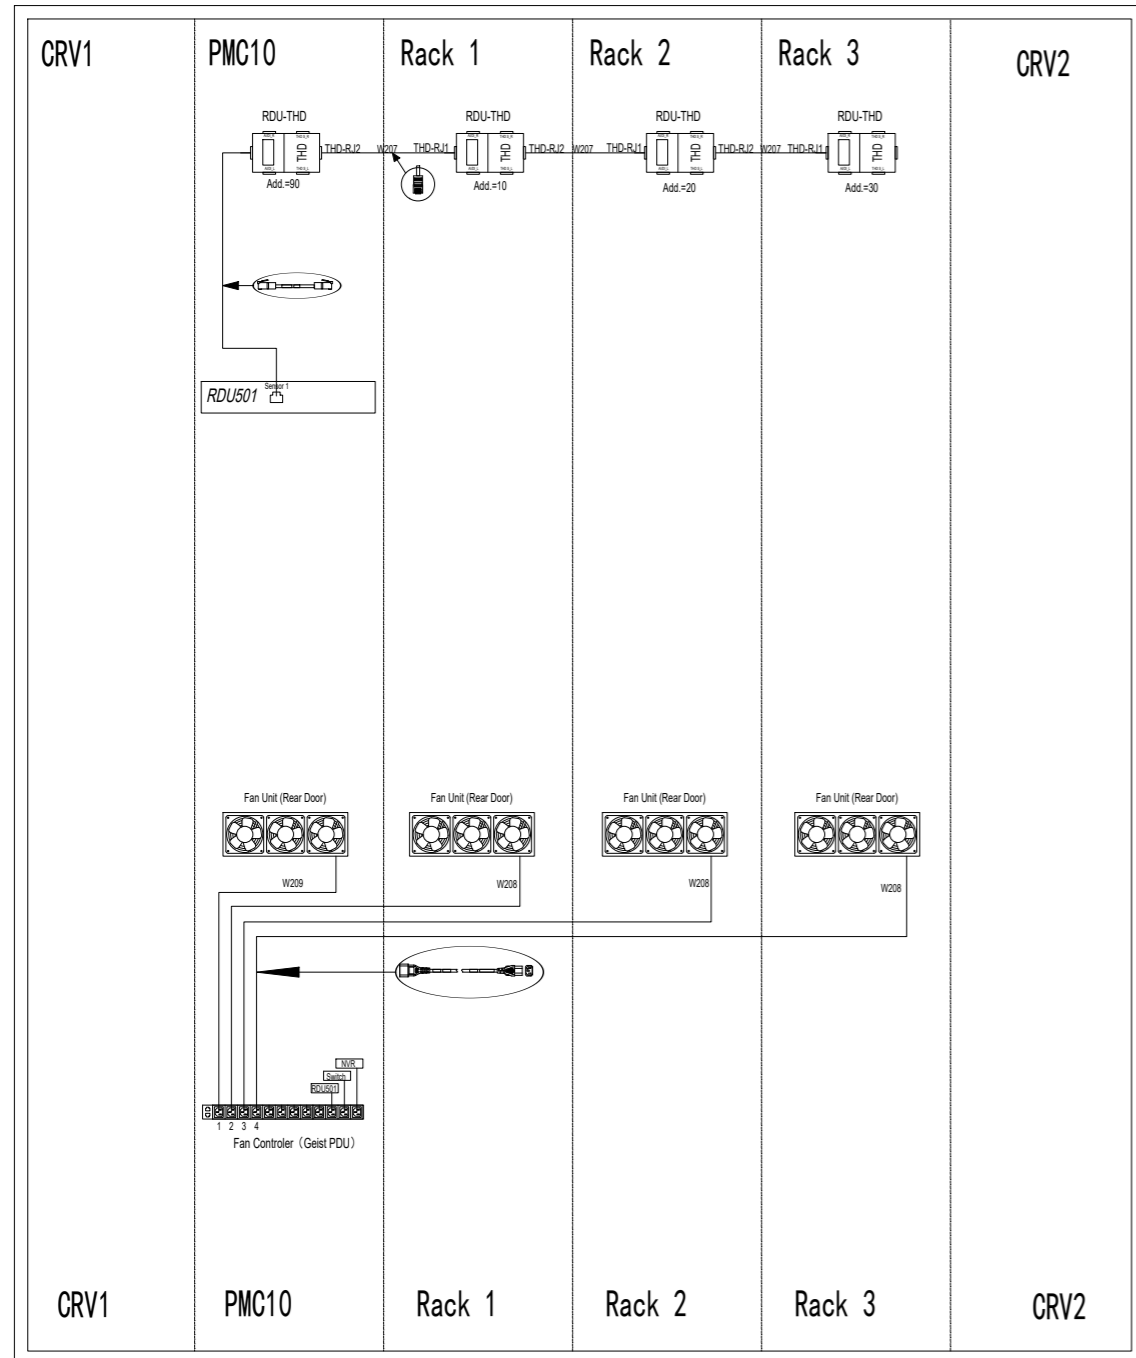 CRV1 PMC10 Rack 1 Rack 2 Rack 3 CRV2
RDU-THD RDU-THD RDU-THD RDU-THD
THD THD-RJ2 W207 THD-RJ1 THD THD-RJ2 W207 THD-RJ1 THD THD-RJ2 W207 THD-RJ1 THD
Add.=90 Add.=10 Add.=20 Add.=30
Sensor 1
RDU501
Fan Unit (Rear Door) Fan Unit (Rear Door) Fan Unit (Rear Door) Fan Unit (Rear Door)
W209 W208 W208 W208
NVR
Switch
RDU501
1 2 3 4
Fan Controler（Geist PDU）
CRV1 PMC10 Rack 1 Rack 2 Rack 3 CRV2